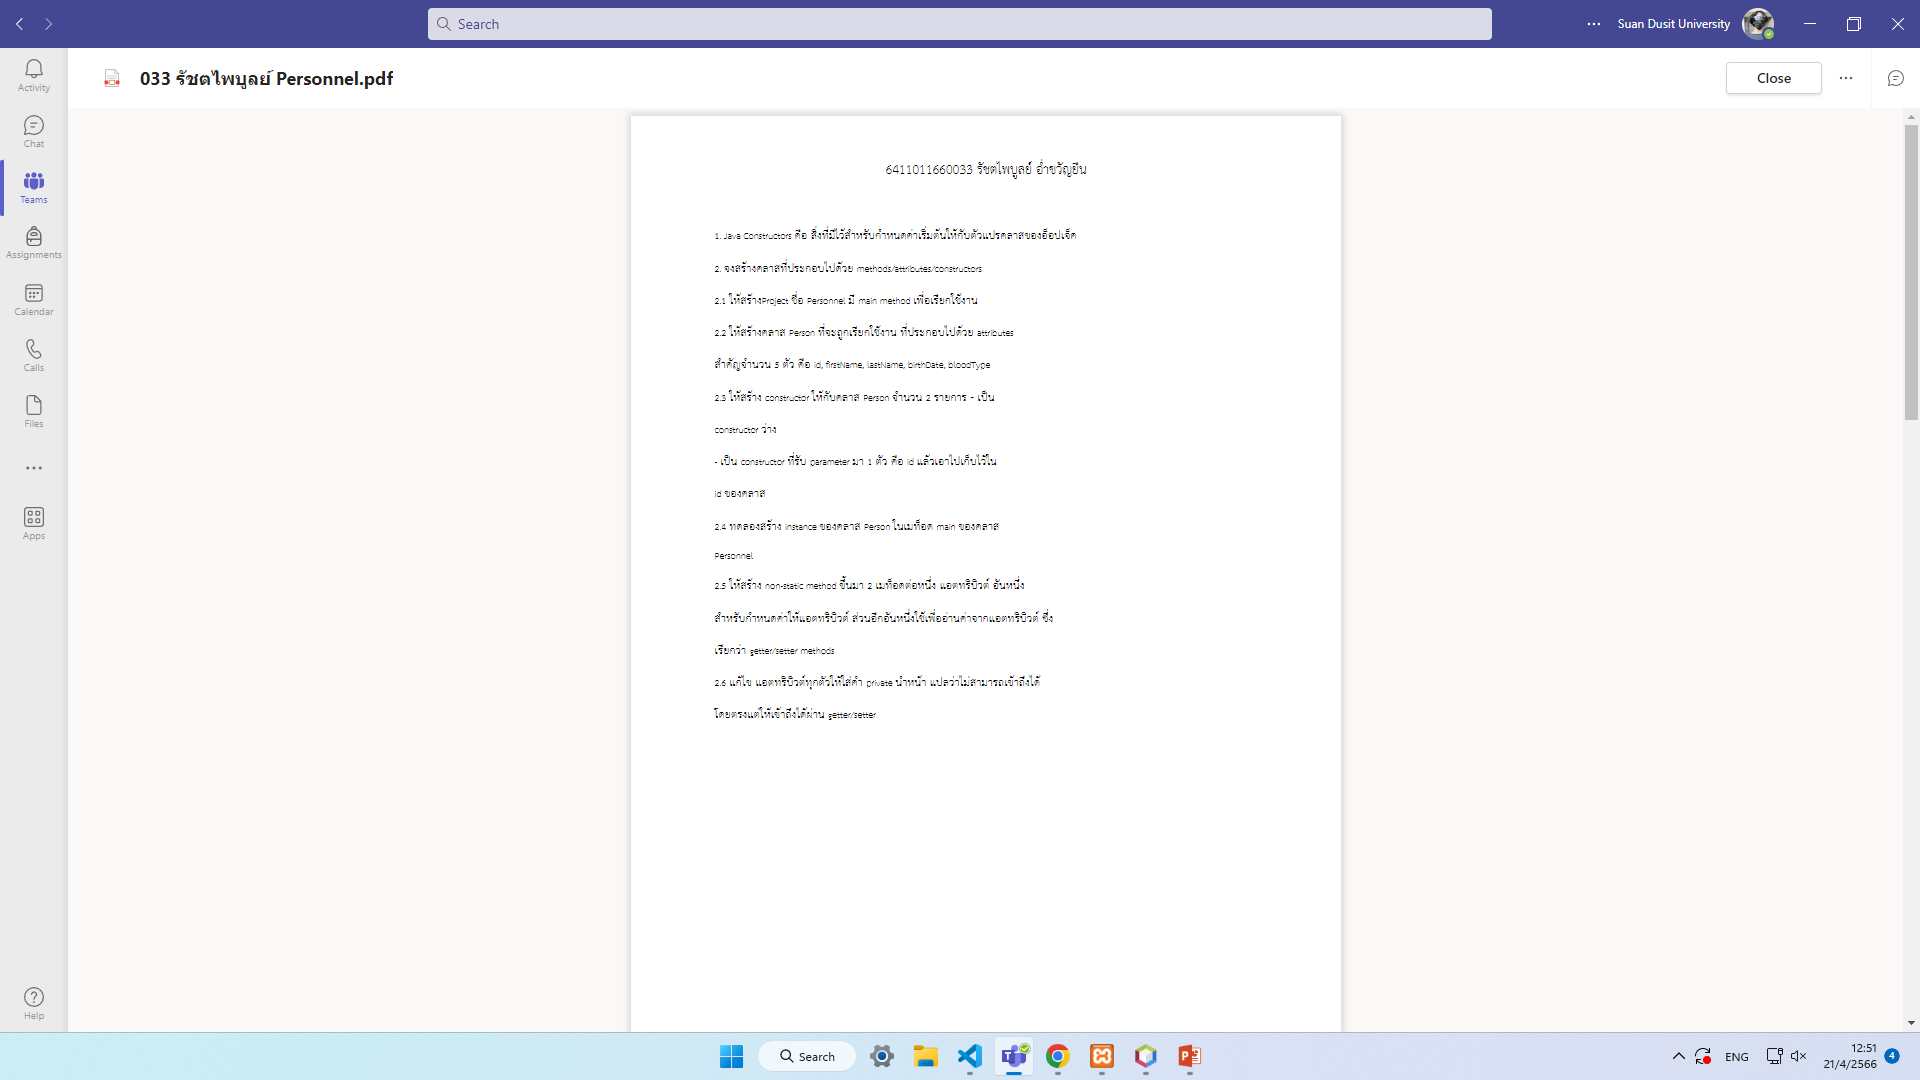 Search
Suan Dusit University
Activity
Chat
Teams
Assignments
Calendar
Calls
Files
Apps
Help
033 รัชตไพบูลย์ Personnel.pdf
Close
6411011660033 รัชตไพบูลย์ อ่ำขวัญยืน
1. Java Constructors คือ สิ่งที่มีไว้สำหรับกำหนดค่าเริ่มต้นให้กับตัวแปรคลาสของอ็อปเจ็ค
2. จงสร้างคลาสที่ประกอบไปด้วย methods/attributes/constructors
2.1 ให้สร้างProject ชื่อ Personnel มี main method เพื่อเรียกใช้งาน
2.2 ให้สร้างคลาส Person ที่จะถูกเรียกใช้งาน ที่ประกอบไปด้วย attributes
สำคัญจำนวน 5 ตัว คือ id, firstName, lastName, birthDate, bloodType
2.3 ให้สร้าง constructor ให้กับคลาส Person จำนวน 2 รายการ - เป็น
constructor ว่าง
- เป็น constructor ที่รับ parameter มา 1 ตัว คือ id แล้วเอาไปเก็บไว้ใน
id ของคลาส
2.4 ทดลองสร้าง instance ของคลาส Person ในเมท็อด main ของคลาส
Personnel
2.5 ให้สร้าง non-static method ขึ้นมา 2 เมท็อดต่อหนึ่ง แอตทริบิวต์ อันหนึ่ง
สำหรับกำหนดค่าให้แอตทริบิวต์ ส่วนอีกอันหนึ่งใช้เพื่ออ่านค่าจากแอตทริบิวต์ ซึ่ง
เรียกว่า getter/setter methods
2.6 แก้ไข แอตทริบิวต์ทุกตัวให้ใส่คำ private นำหน้า แปลว่าไม่สามารถเข้าถึงได้
โดยตรงแต่ให้เข้าถึงได้ผ่าน getter/setter
Search
ENG
12:51
21/4/2566
4